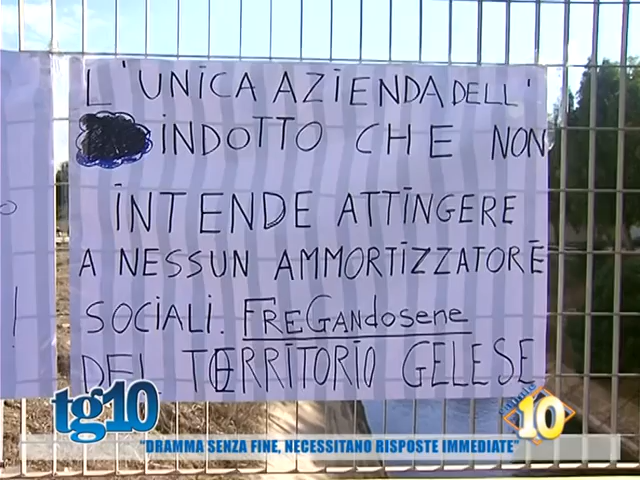 L'UNICA AZIENDA DELL'
INDOTTO CHE NON
INTENDE ATTINGERE
A NESSUN AMMORTIZZATORE
SOCIALI. FREGANDOSENE
DEL TERRITORIO GELESE
!
tg10
10
"DRAMMA SENZA FINE, NECESSITANO RISPOSTE IMMEDIATE"